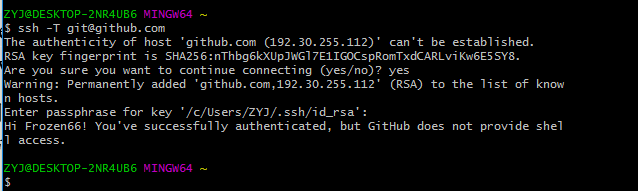 ZYJ@DESKTOP-2NR4UB6 MINGW64 ~
$ ssh -T git@github.com
The authenticity of host 'github.com (192.30.255.112)' can't be established.
RSA key fingerprint is SHA256:nThbg6kXUpJWGl7E1IGOCspRomTxdCARLviKw6E5SY8.
Are you sure you want to continue connecting (yes/no)? yes
Warning: Permanently added 'github.com,192.30.255.112' (RSA) to the list of know
n hosts.
Enter passphrase for key '/c/Users/ZYJ/.ssh/id_rsa':
Hi Frozen66! You've successfully authenticated, but GitHub does not provide shel
l access.
ZYJ@DESKTOP-2NR4UB6 MINGW64 ~
$